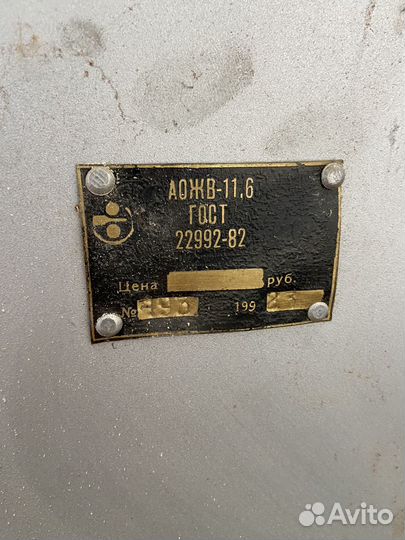 АОЖВ-11,6
ГОСТ
22992-82
Цена руб.
№ 199
Avito